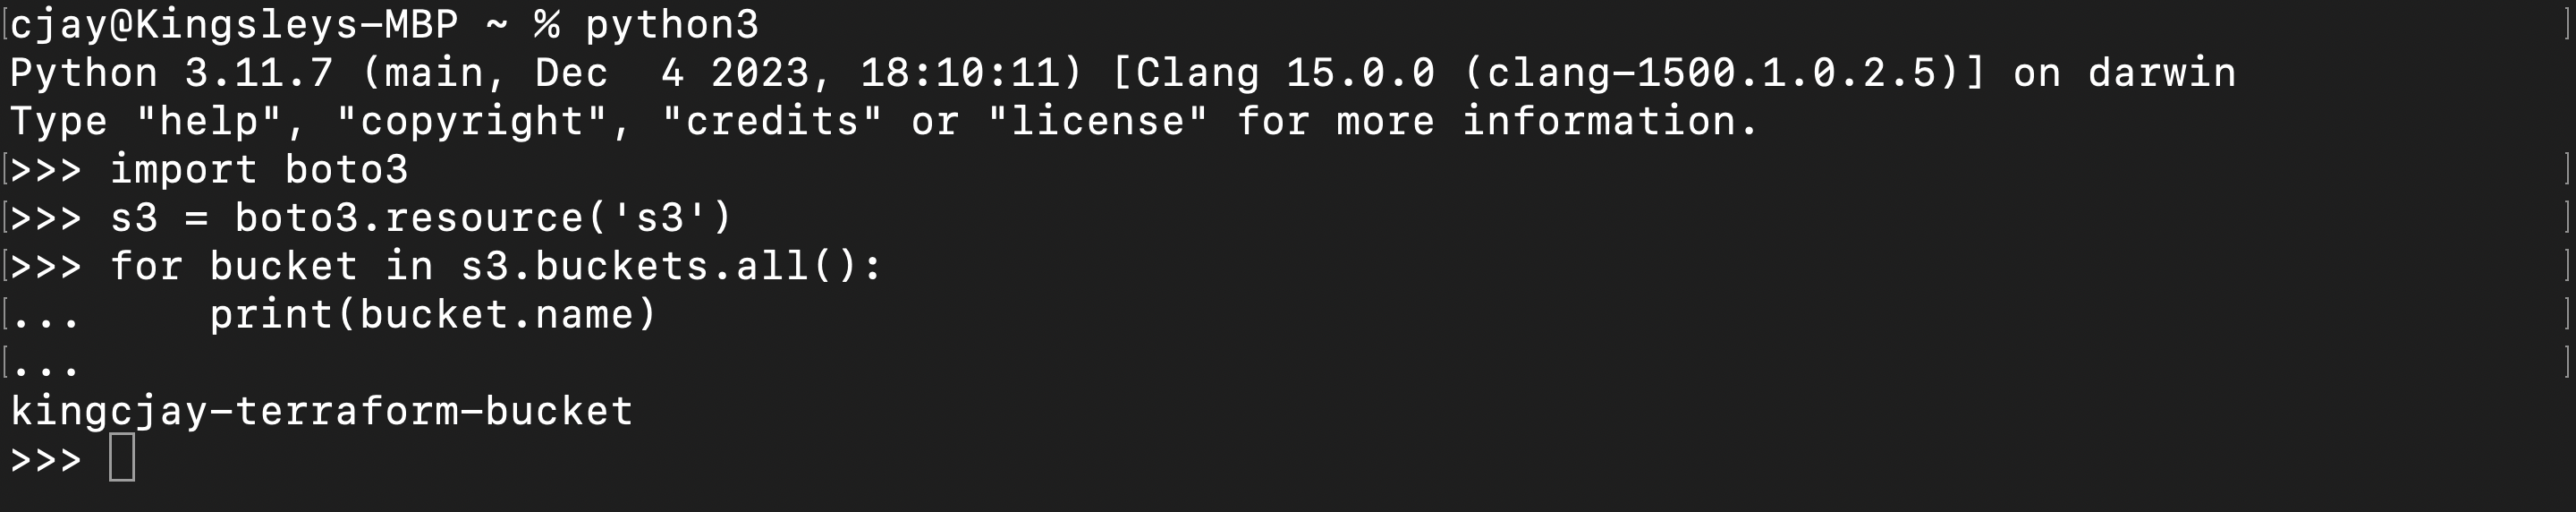 cjay@Kingsleys-MBP ~ % python3
Python 3.11.7 (main, Dec  4 2023, 18:10:11) [Clang 15.0.0 (clang-1500.1.0.2.5)] on darwin
Type "help", "copyright", "credits" or "license" for more information.
>>> import boto3
>>> s3 = boto3.resource('s3')
>>> for bucket in s3.buckets.all():
...     print(bucket.name)
...
kingcjay-terraform-bucket
>>>